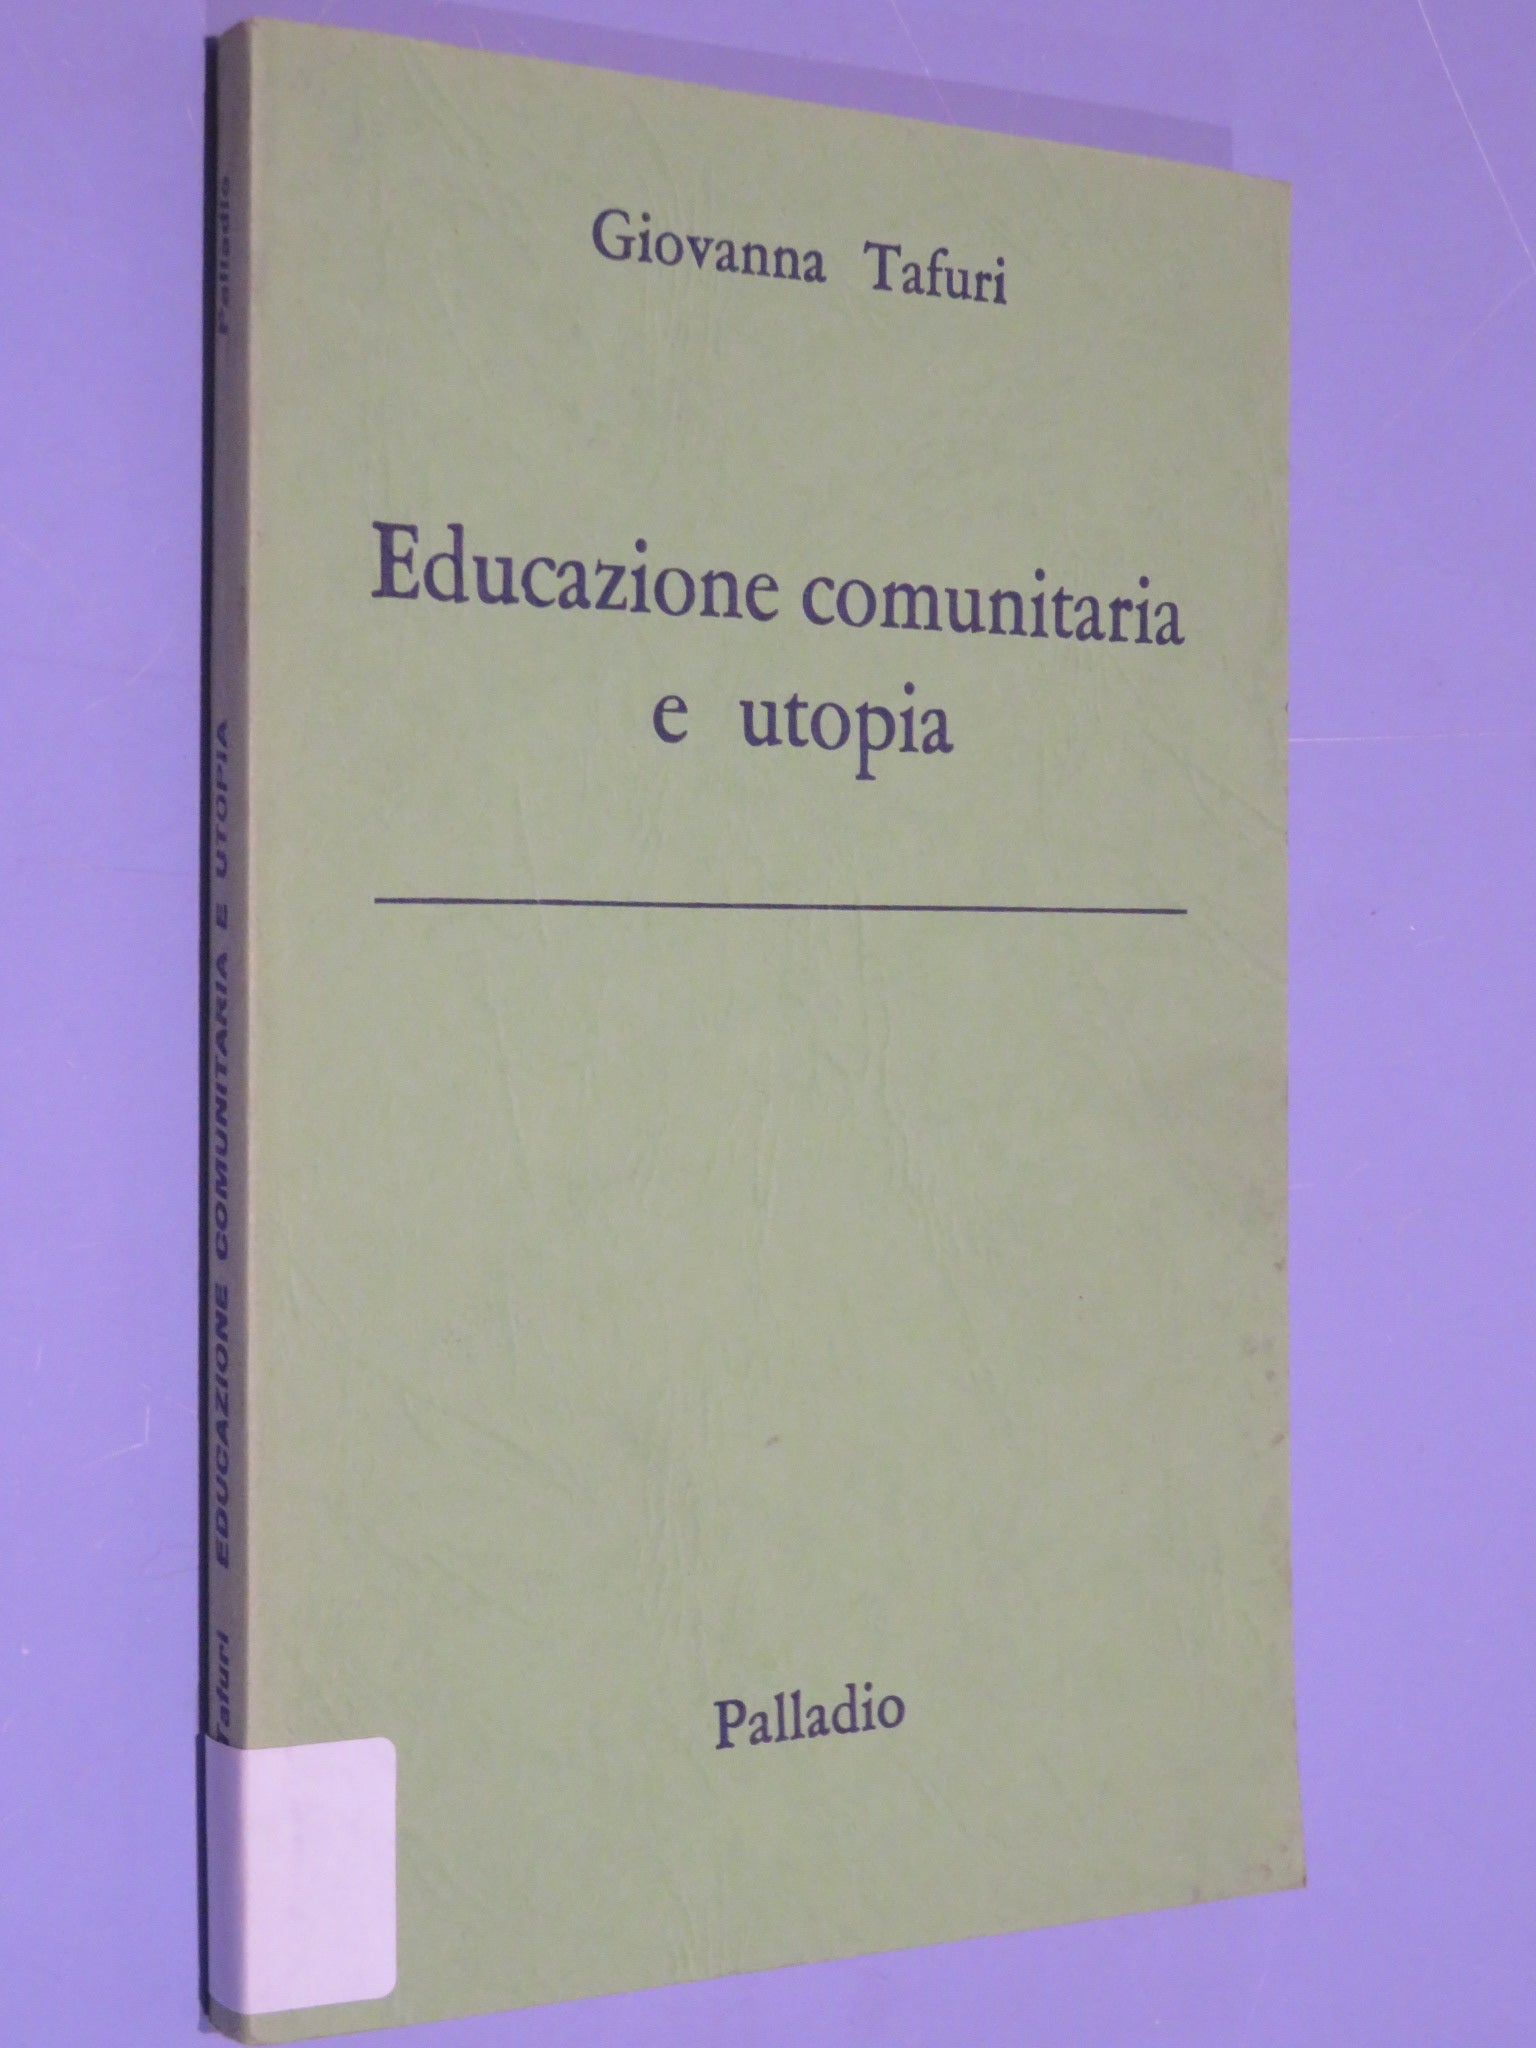 Giovanna Tafuri
Educazione comunitaria
e utopia
Palladio
Tafuri EDUCAZIONE COMUNITARIA E UTOPIA Palladio